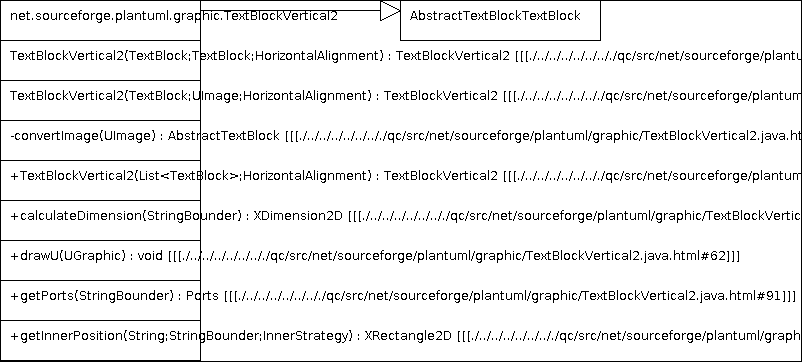 net.sourceforge.plantuml.graphic.TextBlockVertical2
AbstractTextBlockTextBlock
TextBlockVertical2(TextBlock;TextBlock;HorizontalAlignment) : TextBlockVertical2 [[[./../../../../../../../qc/src/net/sourceforge/plantu
TextBlockVertical2(TextBlock;UImage;HorizontalAlignment) : TextBlockVertical2 [[[./../../../../../../../qc/src/net/sourceforge/plantum
-convertImage(UImage) : AbstractTextBlock [[[./../../../../../../../qc/src/net/sourceforge/plantuml/graphic/TextBlockVertical2.java.ht
+TextBlockVertical2(List<TextBlock>;HorizontalAlignment) : TextBlockVertical2 [[[./../../../../../../../qc/src/net/sourceforge/plantum
+calculateDimension(StringBounder) : XDimension2D [[[./../../../../../../../qc/src/net/sourceforge/plantuml/graphic/TextBlockVertic
+drawU(UGraphic) : void [[[./../../../../../../../qc/src/net/sourceforge/plantuml/graphic/TextBlockVertical2.java.html#62]]]
+getPorts(StringBounder) : Ports [[[./../../../../../../../qc/src/net/sourceforge/plantuml/graphic/TextBlockVertical2.java.html#91]]]
+getInnerPosition(String;StringBounder;InnerStrategy) : XRectangle2D [[[./../../../../../../../qc/src/net/sourceforge/plantuml/graph